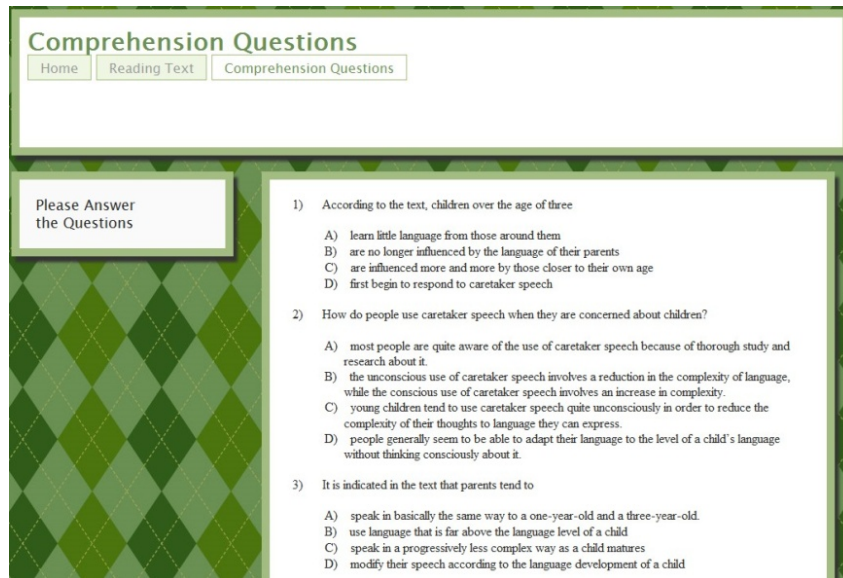 Comprehension Questions
Home Reading Text Comprehension Questions
Please Answer
the Questions
1) According to the text, children over the age of three
A) learn little language from those around them
B) are no longer influenced by the language of their parents
C) are influenced more and more by those closer to their own age
D) first begin to respond to caretaker speech
2) How do people use caretaker speech when they are concerned about children?
A) most people are quite aware of the use of caretaker speech because of thorough study and
research about it.
B) the unconscious use of caretaker speech involves a reduction in the complexity of language,
while the conscious use of caretaker speech involves an increase in complexity.
C) young children tend to use caretaker speech quite unconsciously in order to reduce the
complexity of their thoughts to language they can express.
D) people generally seem to be able to adapt their language to the level of a child`s language
without thinking consciously about it.
3) It is indicated in the text that parents tend to
A) speak in basically the same way to a one-year-old and a three-year-old.
B) use language that is far above the language level of a child
C) speak in a progressively less complex way as a child matures
D) modify their speech according to the language development of a child